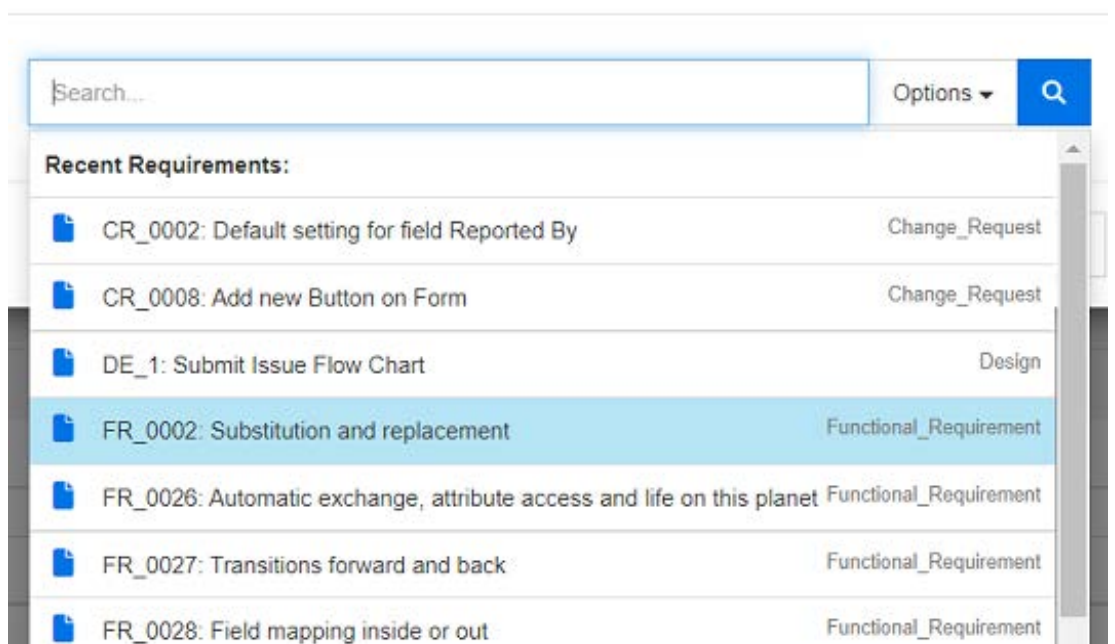 Search...
Options
Recent Requirements:
CR_0002: Default setting for field Reported By Change_Request
CR_0008: Add new Button on Form Change_Request
DE_1: Submit Issue Flow Chart Design
FR_0002: Substitution and replacement Functional_Requirement
FR_0026: Automatic exchange, attribute access and life on this planet Functional_Requirement
FR_0027: Transitions forward and back Functional_Requirement
FR_0028: Field mapping inside or out Functional_Requirement